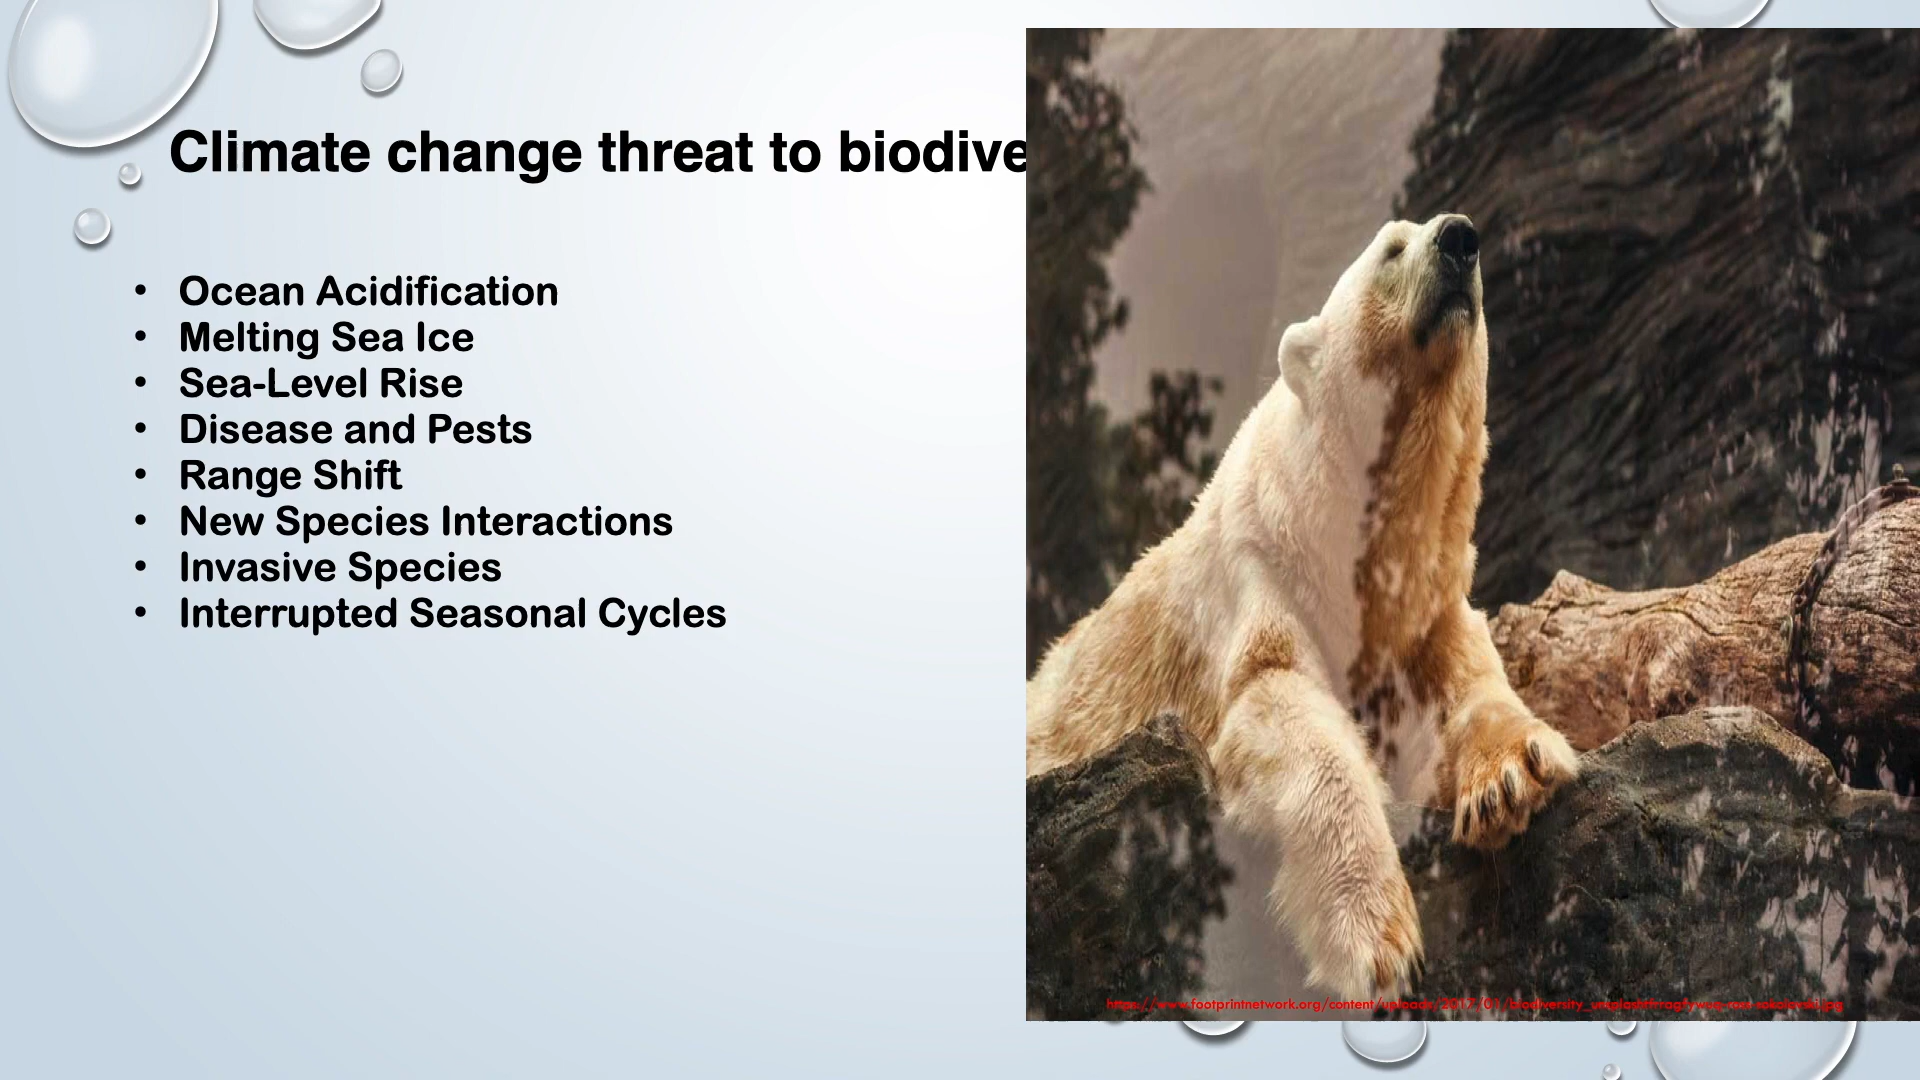 Climate change threat to biodive
• Ocean Acidification
• Melting Sea Ice
• Sea-Level Rise
• Disease and Pests
• Range Shift
• New Species Interactions
• Invasive Species
• Interrupted Seasonal Cycles